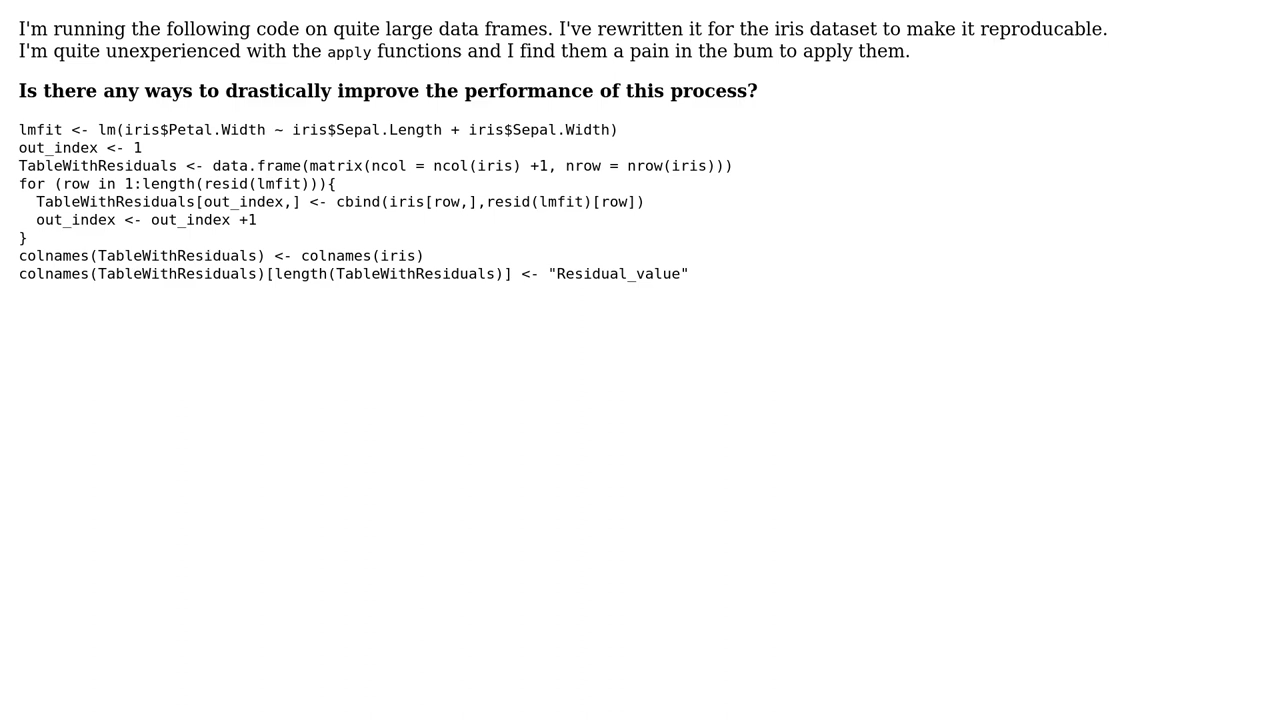 I'm running the following code on quite large data frames. I've rewritten it for the iris dataset to make it reproducable.
I'm quite unexperienced with the apply functions and I find them a pain in the bum to apply them.
Is there any ways to drastically improve the performance of this process?
lmfit <- lm(iris$Petal.Width ~ iris$Sepal.Length + iris$Sepal.Width)
out_index <- 1
TableWithResiduals <- data.frame(matrix(ncol = ncol(iris) +1, nrow = nrow(iris)))
for (row in 1:length(resid(lmfit))){
  TableWithResiduals[out_index,] <- cbind(iris[row,],resid(lmfit)[row])
  out_index <- out_index +1
}
colnames(TableWithResiduals) <- colnames(iris)
colnames(TableWithResiduals)[length(TableWithResiduals)] <- "Residual_value"